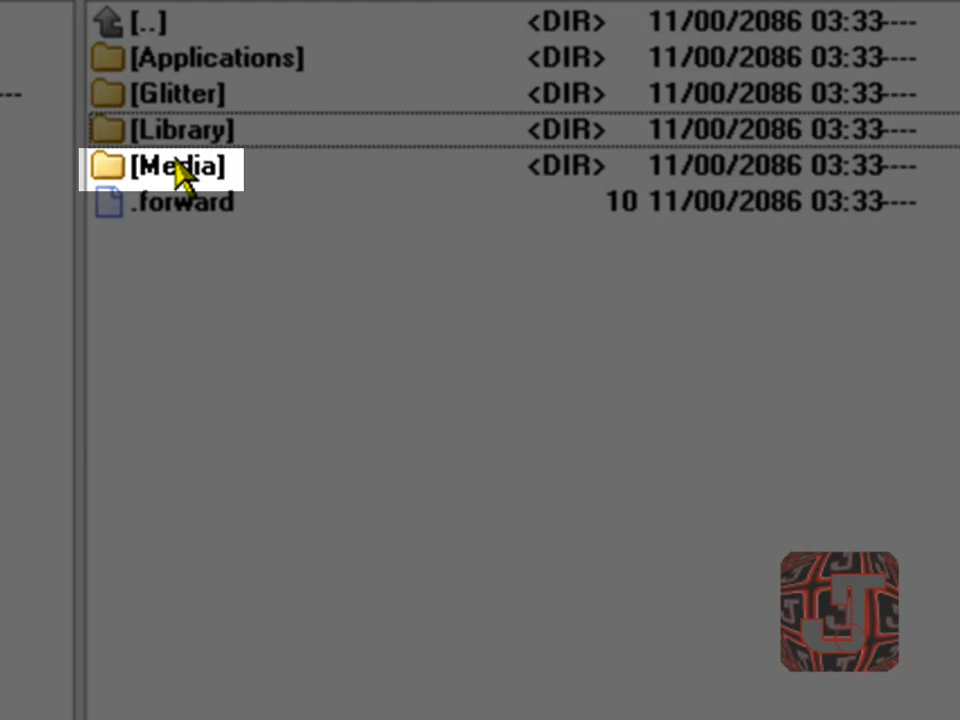 [..] <DIR> 11/00/2086 03:33----
[Applications] <DIR> 11/00/2086 03:33----
[Glitter] <DIR> 11/00/2086 03:33----
[Library] <DIR> 11/00/2086 03:33----
[Media] <DIR> 11/00/2086 03:33----
.forward 10 11/00/2086 03:33----
---
JT